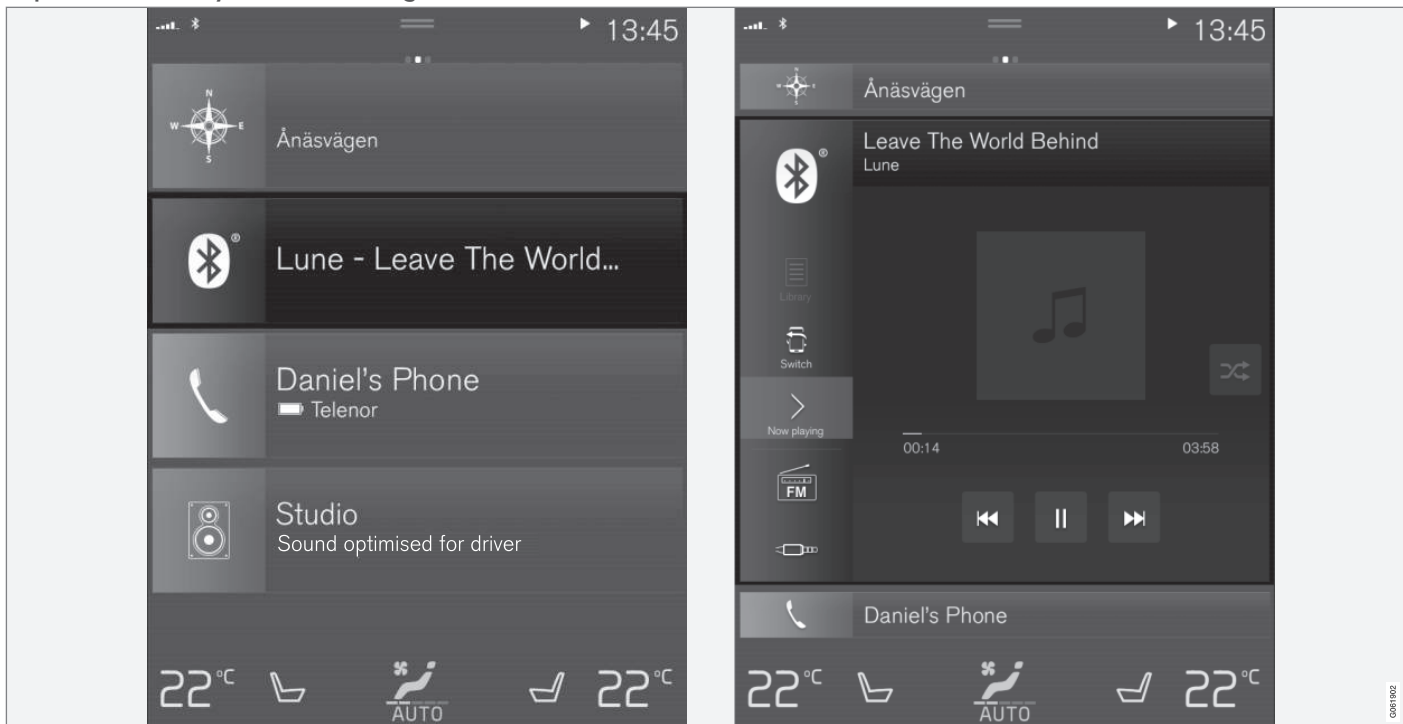 13:45
N
W E
S
Ånäsvägen
Lune - Leave The World...
Daniel's Phone
Telenor
Studio
Sound optimised for driver
22°C
AUTO
22°C
13:45
N
W E
S
Ånäsvägen
Leave The World Behind
Lune
Library
Switch
Now playing
00:14
03:58
FM
Daniel's Phone
22°C
AUTO
22°C
G061902